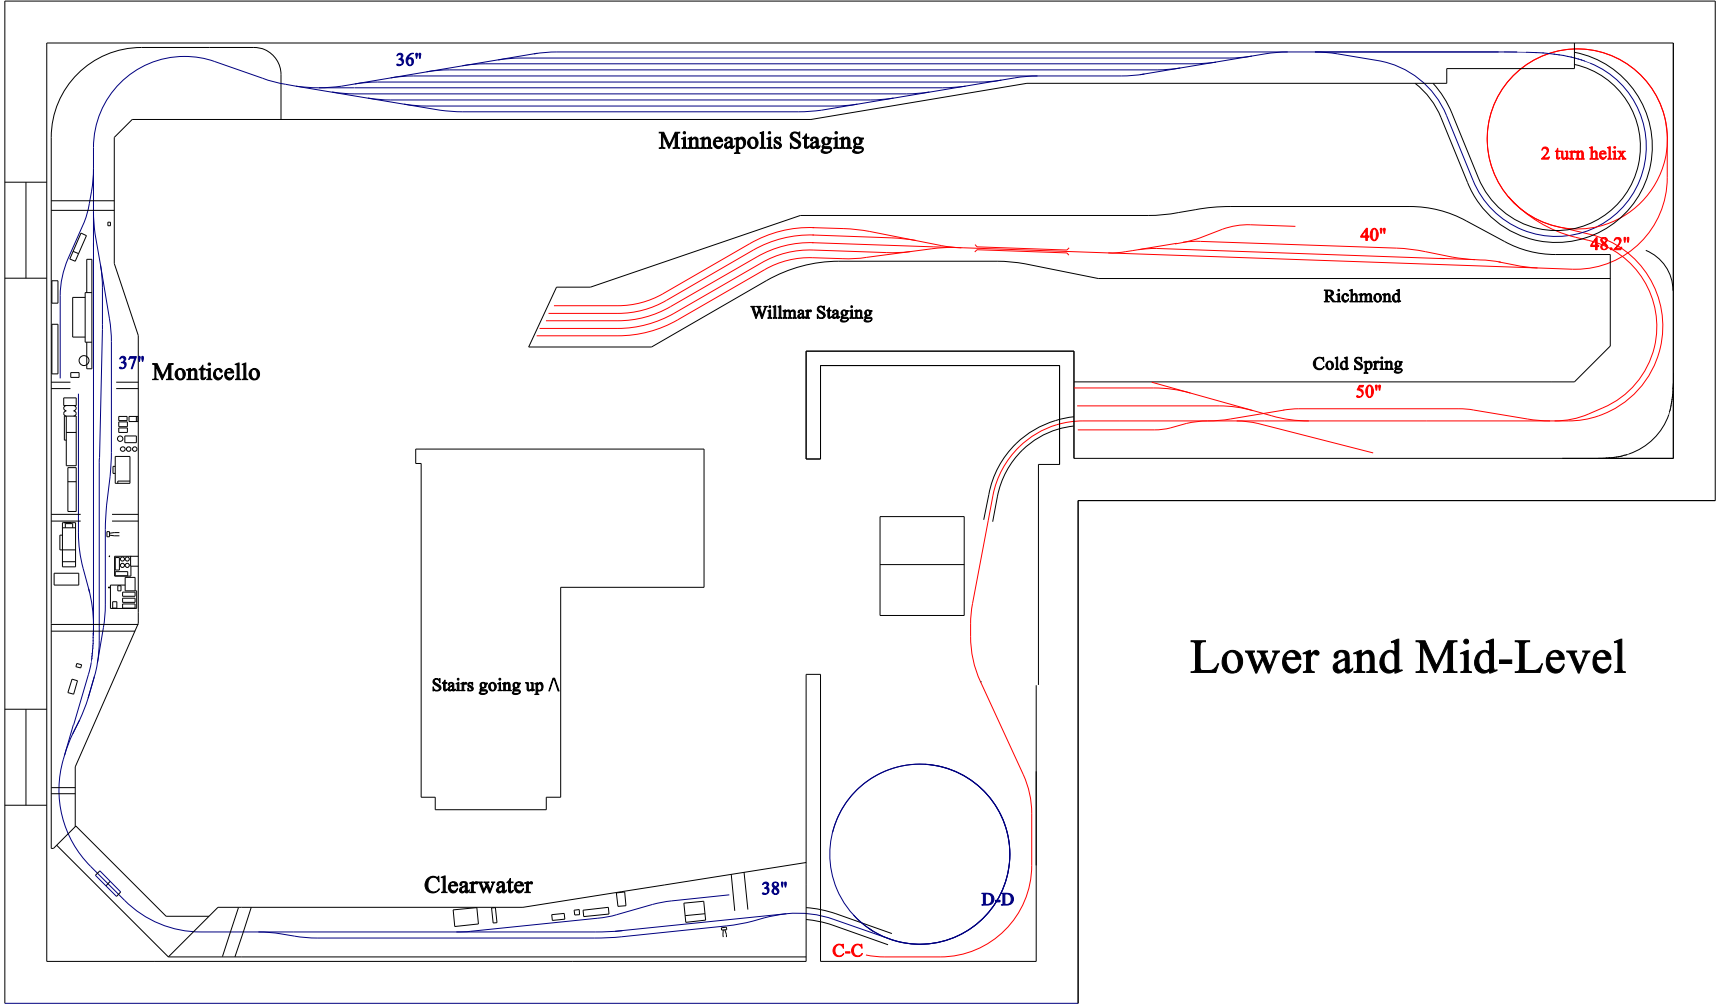 36"
Minneapolis Staging
2 turn helix
40"
48.2"
Richmond
Willmar Staging
37"
Monticello
Cold Spring
50"
Lower and Mid-Level
Stairs going up /\
Clearwater
38"
D-D
C-C